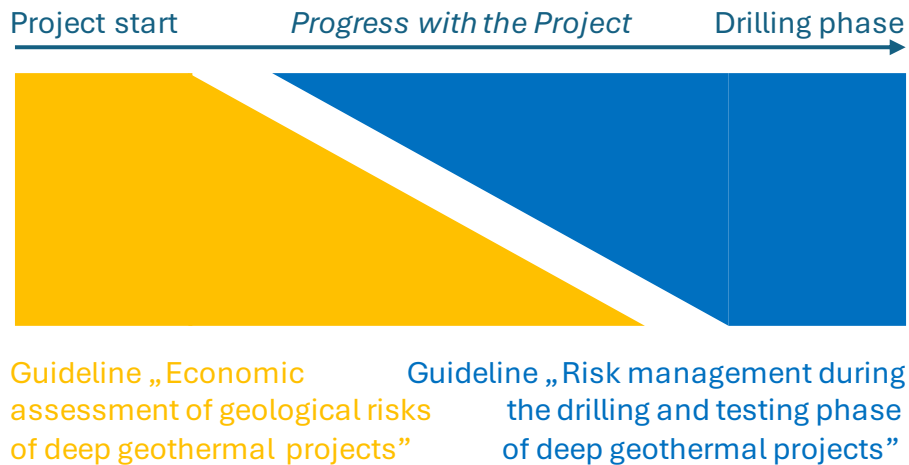 Project start
Progress with the Project
Drilling phase
Guideline „Economic
assessment of geological risks
of deep geothermal projects”
Guideline „Risk management during
the drilling and testing phase
of deep geothermal projects”